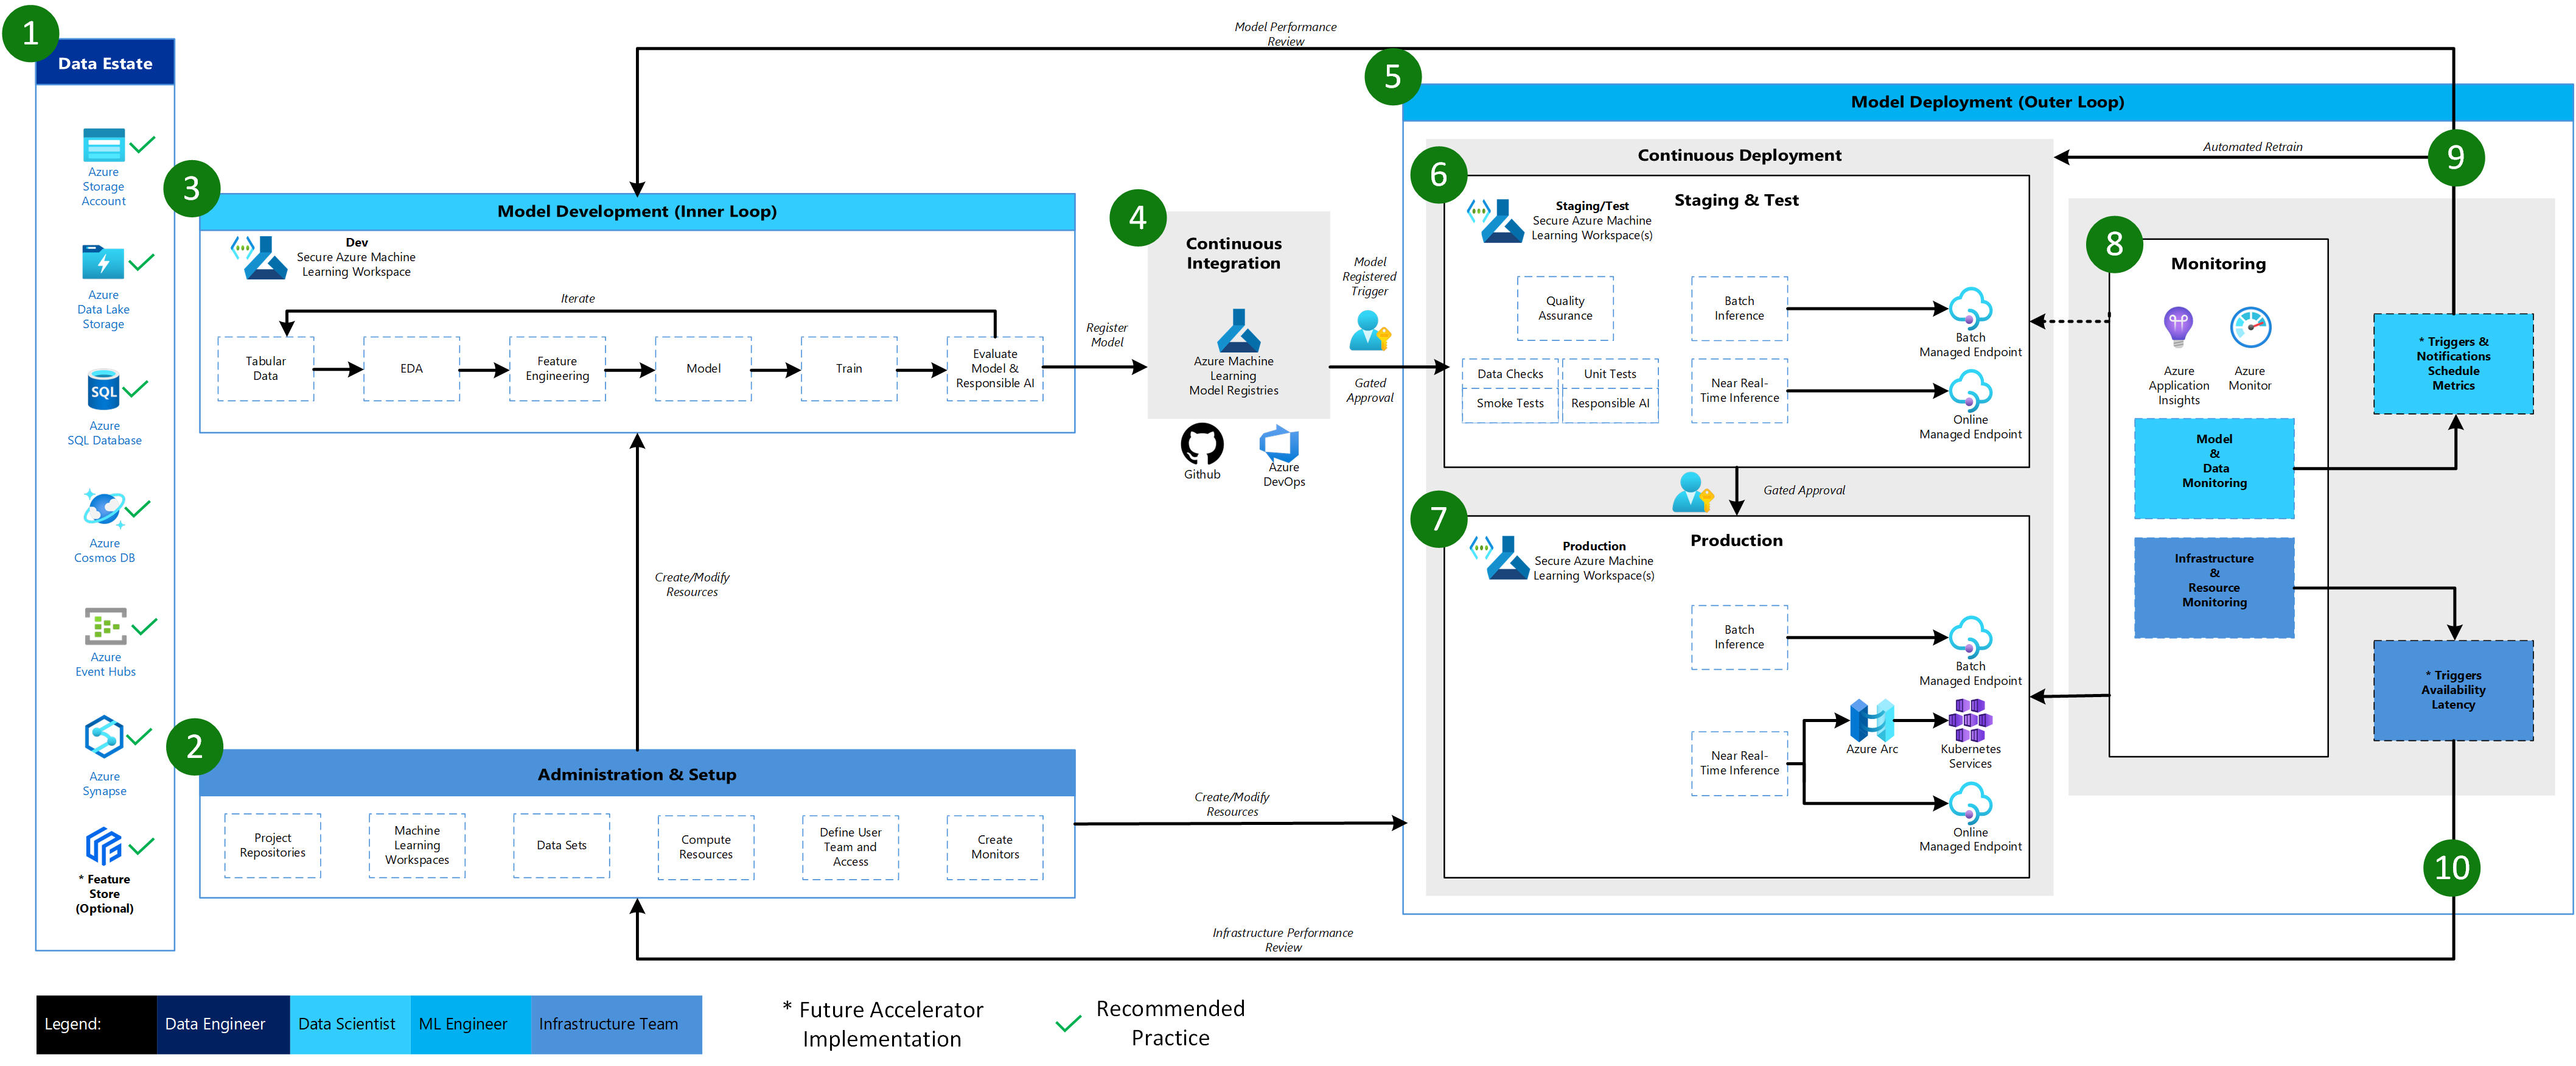 1
Data Estate
Azure
Storage
Account
Azure
Data Lake
Storage
SQL
Azure
SQL Database
Azure
Cosmos DB
Azure
Event Hubs
Azure
Synapse
* Feature
Store
(Optional)
Model Performance
Review
3
Model Development (Inner Loop)
Dev
Secure Azure Machine
Learning Workspace
Iterate
Tabular
Data
EDA
Feature
Engineering
Model
Train
Evaluate
Model &
Responsible AI
Register
Model
4
Continuous
Integration
Azure Machine
Learning
Model Registries
Github
Azure
DevOps
Model
Registered
Trigger
Gated
Approval
Create/Modify
Resources
2
Administration & Setup
Project
Repositories
Machine
Learning
Workspaces
Data Sets
Compute
Resources
Define User
Team and
Access
Create
Monitors
Create/Modify
Resources
Infrastructure Performance
Review
5
Model Deployment (Outer Loop)
Continuous Deployment
Automated Retrain
9
6
Staging & Test
Staging/Test
Secure Azure Machine
Learning Workspace(s)
Quality
Assurance
Data Checks
Unit Tests
Smoke Tests
Responsible AI
Batch
Inference
Batch
Managed Endpoint
Near Real-
Time Inference
Online
Managed Endpoint
Gated Approval
7
Production
Production
Secure Azure Machine
Learning Workspace(s)
Batch
Inference
Batch
Managed Endpoint
Near Real-
Time Inference
Azure Arc
Kubernetes
Services
Online
Managed Endpoint
8
Monitoring
Azure
Application
Insights
Azure
Monitor
Model
&
Data
Monitoring
Infrastructure
&
Resource
Monitoring
* Triggers &
Notifications
Schedule
Metrics
* Triggers
Availability
Latency
10
Legend:
Data Engineer
Data Scientist
ML Engineer
Infrastructure Team
* Future Accelerator
Implementation
Recommended
Practice